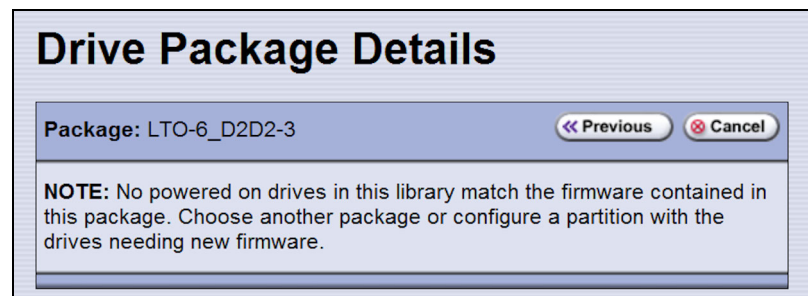 Drive Package Details
Package: LTO-6_D2D2-3
Previous
Cancel
NOTE: No powered on drives in this library match the firmware contained in
this package. Choose another package or configure a partition with the
drives needing new firmware.